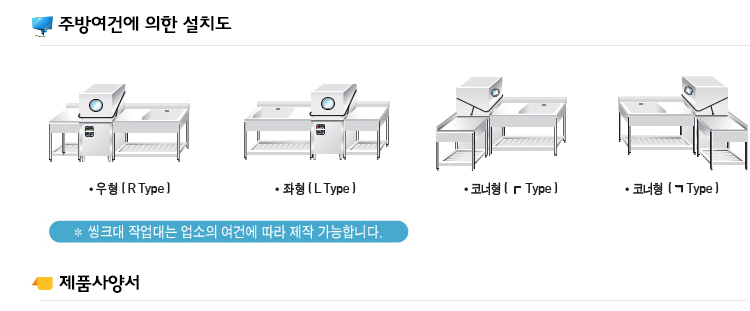 주방여건에 의한 설치도
• 우형 ( R Type )
• 좌형 ( L Type )
• 코너형 ( ┏ Type )
• 코너형 ( ㄱ Type )
※ 씽크대 작업대는 업소의 여건에 따라 제작 가능합니다.
제품사양서